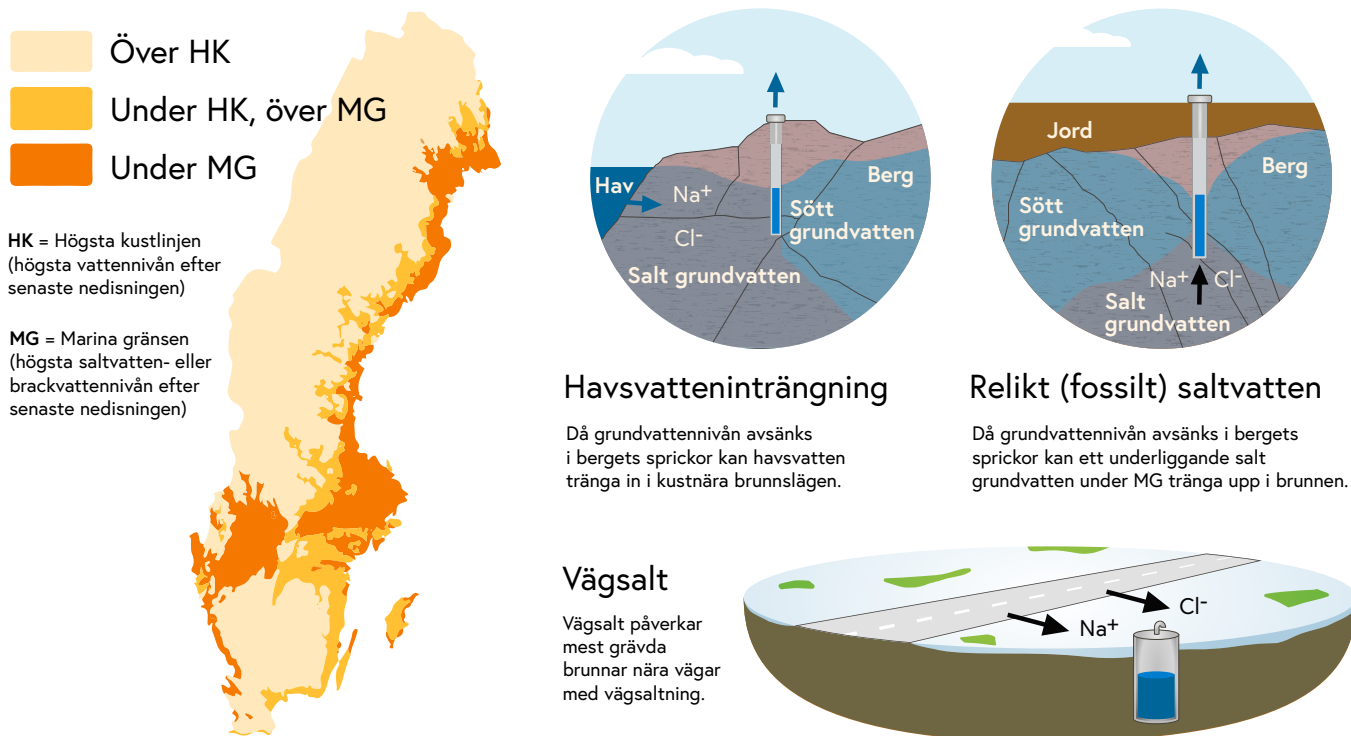 Över HK
Under HK, över MG
Under MG
HK = Högsta kustlinjen
(högsta vattennivån efter
senaste nedisningen)
MG = Marina gränsen
(högsta saltvatten- eller
brackvattennivån efter
senaste nedisningen)
Hav
Na+
Cl-
Berg
Sött
grundvatten
Salt grundvatten
Havsvatteninträngning
Då grundvattennivån avsänks
i bergets sprickor kan havsvatten
tränga in i kustnära brunnslägen.
Jord
Berg
Sött
grundvatten
Na+ Cl-
Salt
grundvatten
Relikt (fossilt) saltvatten
Då grundvattennivån avsänks i bergets
sprickor kan ett underliggande salt
grundvatten under MG tränga upp i brunnen.
Vägsalt
Vägsalt påverkar
mest grävda
brunnar nära vägar
med vägsaltning.
Na+
Cl-